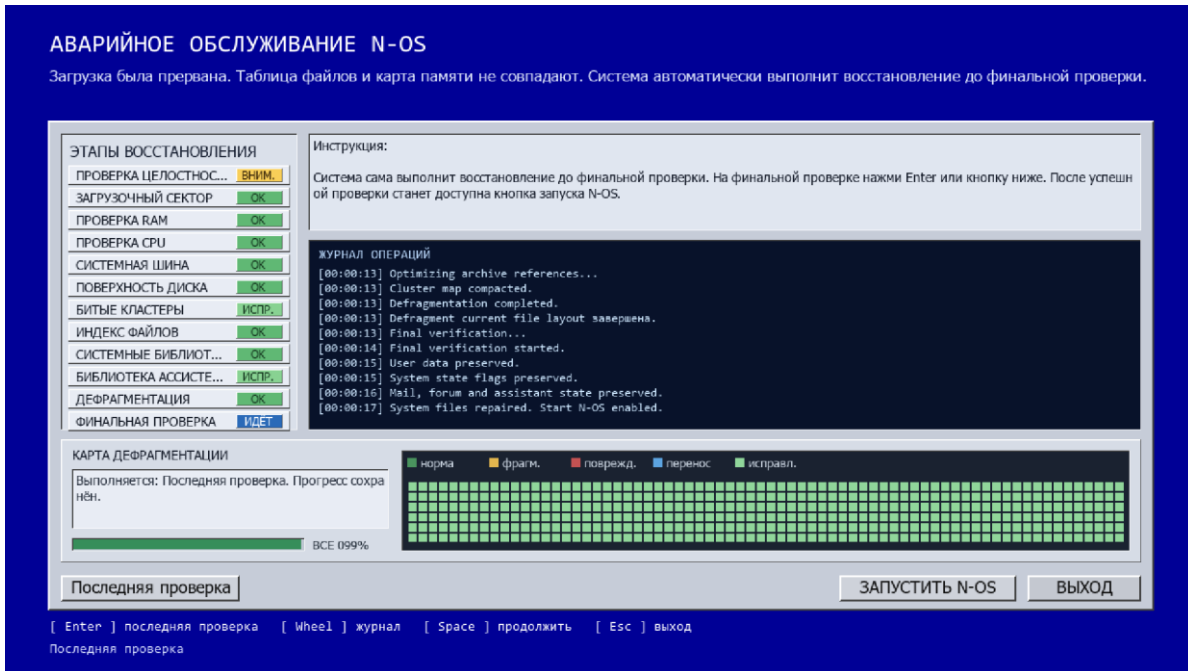 АВАРИЙНОЕ ОБСЛУЖИВАНИЕ N-OS
Загрузка была прервана. Таблица файлов и карта памяти не совпадают. Система автоматически выполнит восстановление до финальной проверки.
ЭТАПЫ ВОССТАНОВЛЕНИЯ
ПРОВЕРКА ЦЕЛОСТНОС... ВНИМ.
ЗАГРУЗОЧНЫЙ СЕКТОР ОК
ПРОВЕРКА RAM ОК
ПРОВЕРКА CPU ОК
СИСТЕМНАЯ ШИНА ОК
ПОВЕРХНОСТЬ ДИСКА ОК
БИТЫЕ КЛАСТЕРЫ ИСПР.
ИНДЕКС ФАЙЛОВ ОК
СИСТЕМНЫЕ БИБЛИОТ... ОК
БИБЛИОТЕКА АССИСТЕ... ИСПР.
ДЕФРАГМЕНТАЦИЯ ОК
ФИНАЛЬНАЯ ПРОВЕРКА ИДЁТ
Инструкция:
Система сама выполнит восстановление до финальной проверки. На финальной проверке нажми Enter или кнопку ниже. После успешн
ой проверки станет доступна кнопка запуска N-OS.
ЖУРНАЛ ОПЕРАЦИЙ
[00:00:13] Optimizing archive references...
[00:00:13] Cluster map compacted.
[00:00:13] Defragmentation completed.
[00:00:13] Defragment current file layout завершена.
[00:00:13] Final verification...
[00:00:14] Final verification started.
[00:00:15] User data preserved.
[00:00:15] System state flags preserved.
[00:00:16] Mail, forum and assistant state preserved.
[00:00:17] System files repaired. Start N-OS enabled.
КАРТА ДЕФРАГМЕНТАЦИИ
Выполняется: Последняя проверка. Прогресс сохра
нён.
ВСЕ 099%
норма фрагм. поврежд. перенос исправл.
Последняя проверка ЗАПУСТИТЬ N-OS ВЫХОД
[ Enter ] последняя проверка [ Wheel ] журнал [ Space ] продолжить [ Esc ] выход
Последняя проверка